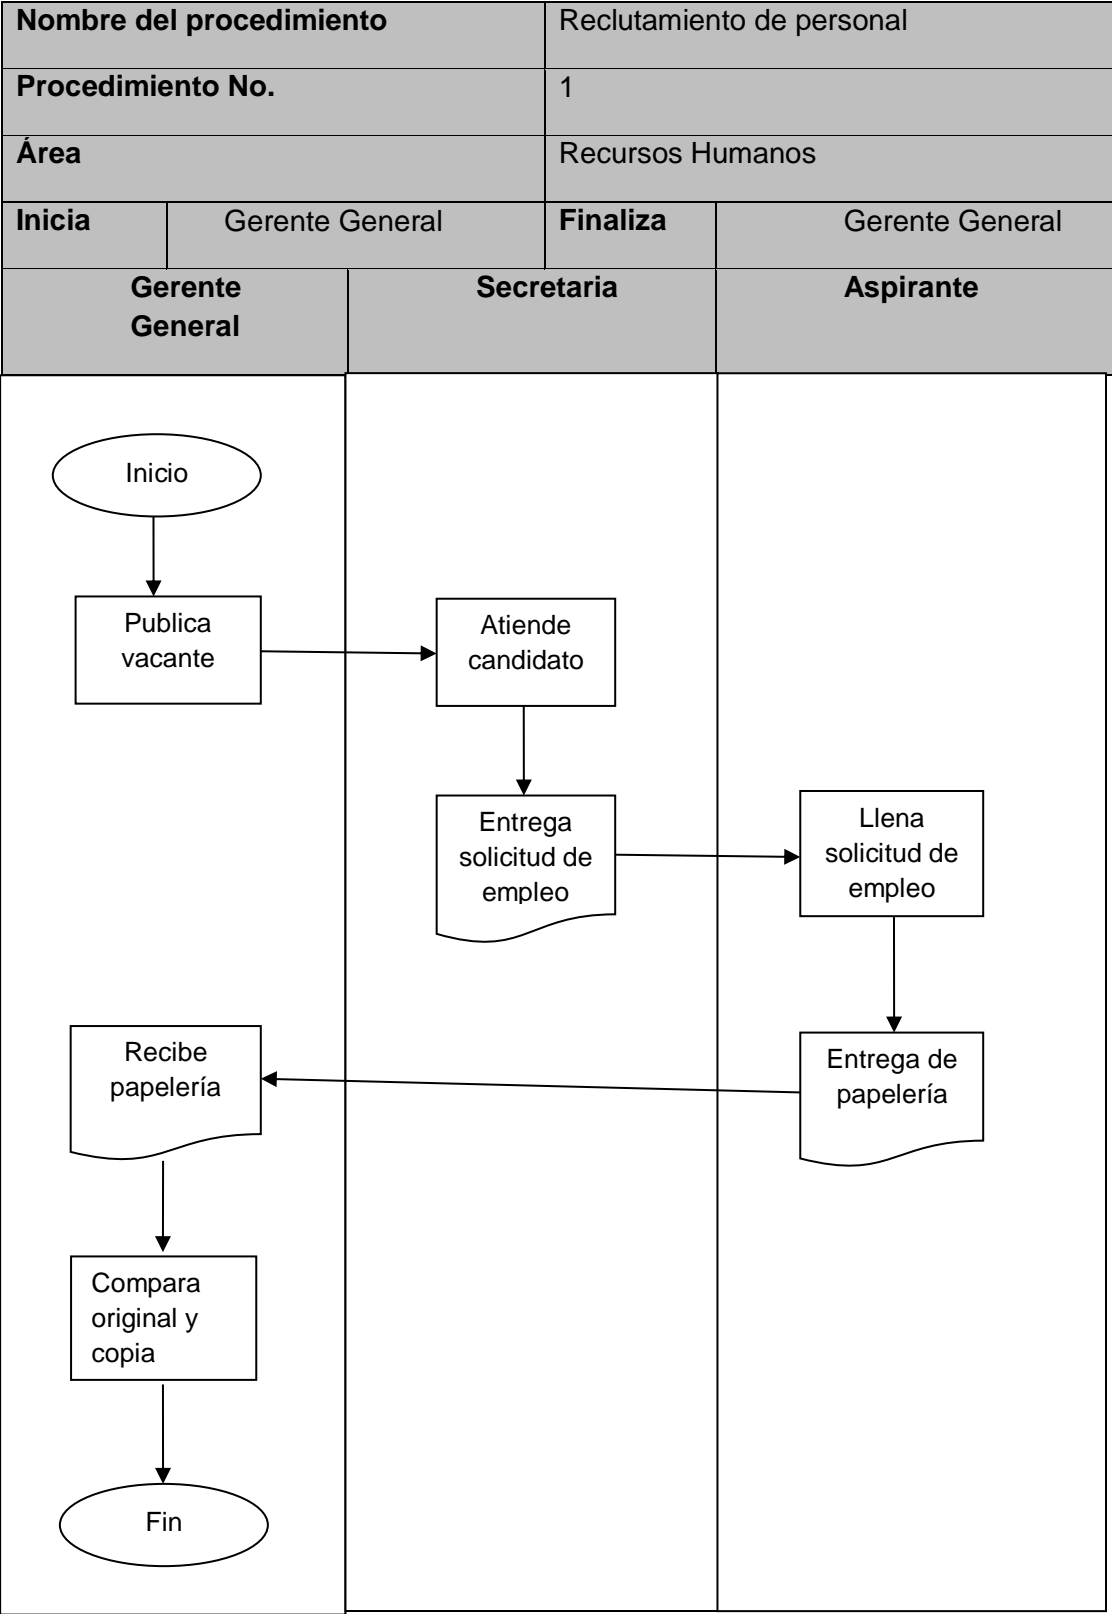 Nombre del procedimiento
Reclutamiento de personal
Procedimiento No.
1
Área
Recursos Humanos
Inicia
Gerente General
Finaliza
Gerente General
Gerente
General
Secretaria
Aspirante
Inicio
Publica
vacante
Atiende
candidato
Entrega
solicitud de
empleo
Llena
solicitud de
empleo
Entrega de
papelería
Recibe
papelería
Compara
original y
copia
Fin